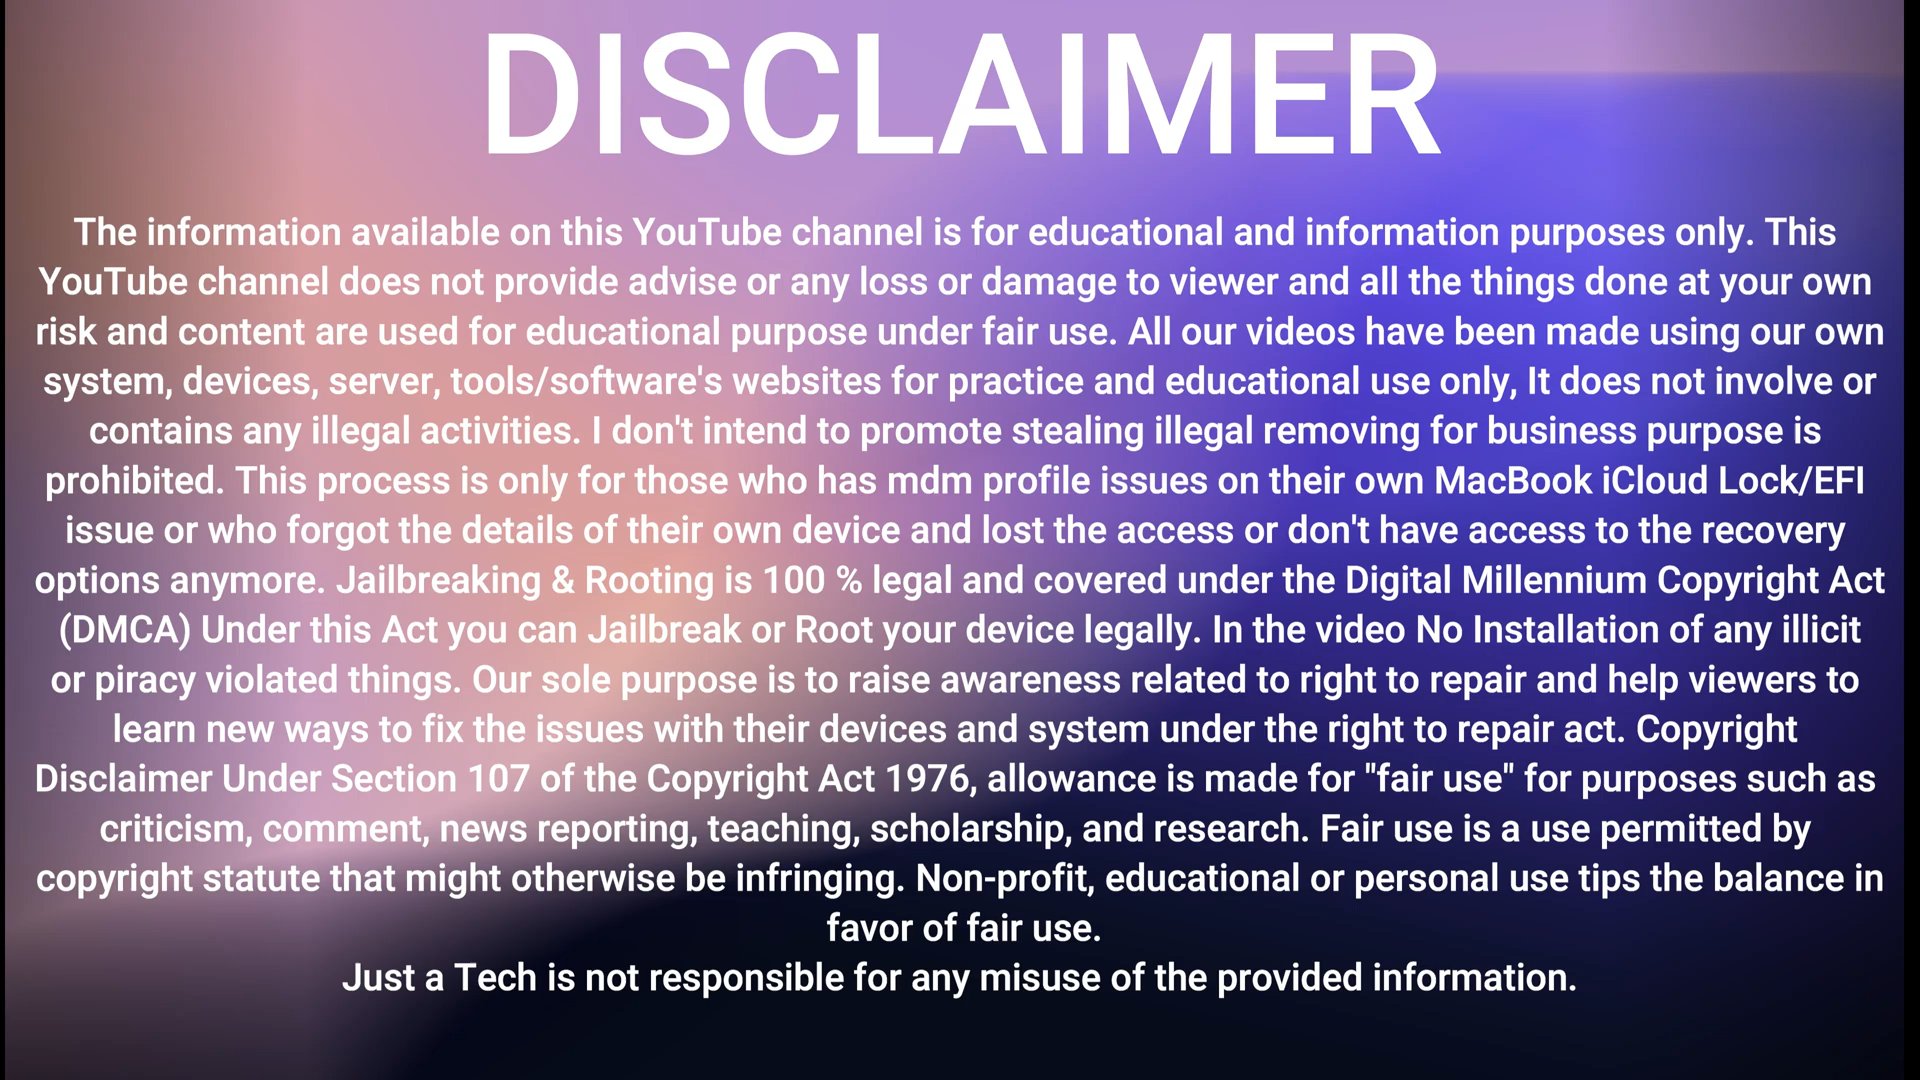 DISCLAIMER
The information available on this YouTube channel is for educational and information purposes only. This
YouTube channel does not provide advise or any loss or damage to viewer and all the things done at your own
risk and content are used for educational purpose under fair use. All our videos have been made using our own
system, devices, server, tools/software's websites for practice and educational use only, It does not involve or
contains any illegal activities. I don't intend to promote stealing illegal removing for business purpose is
prohibited. This process is only for those who has mdm profile issues on their own MacBook iCloud Lock/EFI
issue or who forgot the details of their own device and lost the access or don't have access to the recovery
options anymore. Jailbreaking & Rooting is 100 % legal and covered under the Digital Millennium Copyright Act
(DMCA) Under this Act you can Jailbreak or Root your device legally. In the video No Installation of any illicit
or piracy violated things. Our sole purpose is to raise awareness related to right to repair and help viewers to
learn new ways to fix the issues with their devices and system under the right to repair act. Copyright
Disclaimer Under Section 107 of the Copyright Act 1976, allowance is made for "fair use" for purposes such as
criticism, comment, news reporting, teaching, scholarship, and research. Fair use is a use permitted by
copyright statute that might otherwise be infringing. Non-profit, educational or personal use tips the balance in
favor of fair use.
Just a Tech is not responsible for any misuse of the provided information.